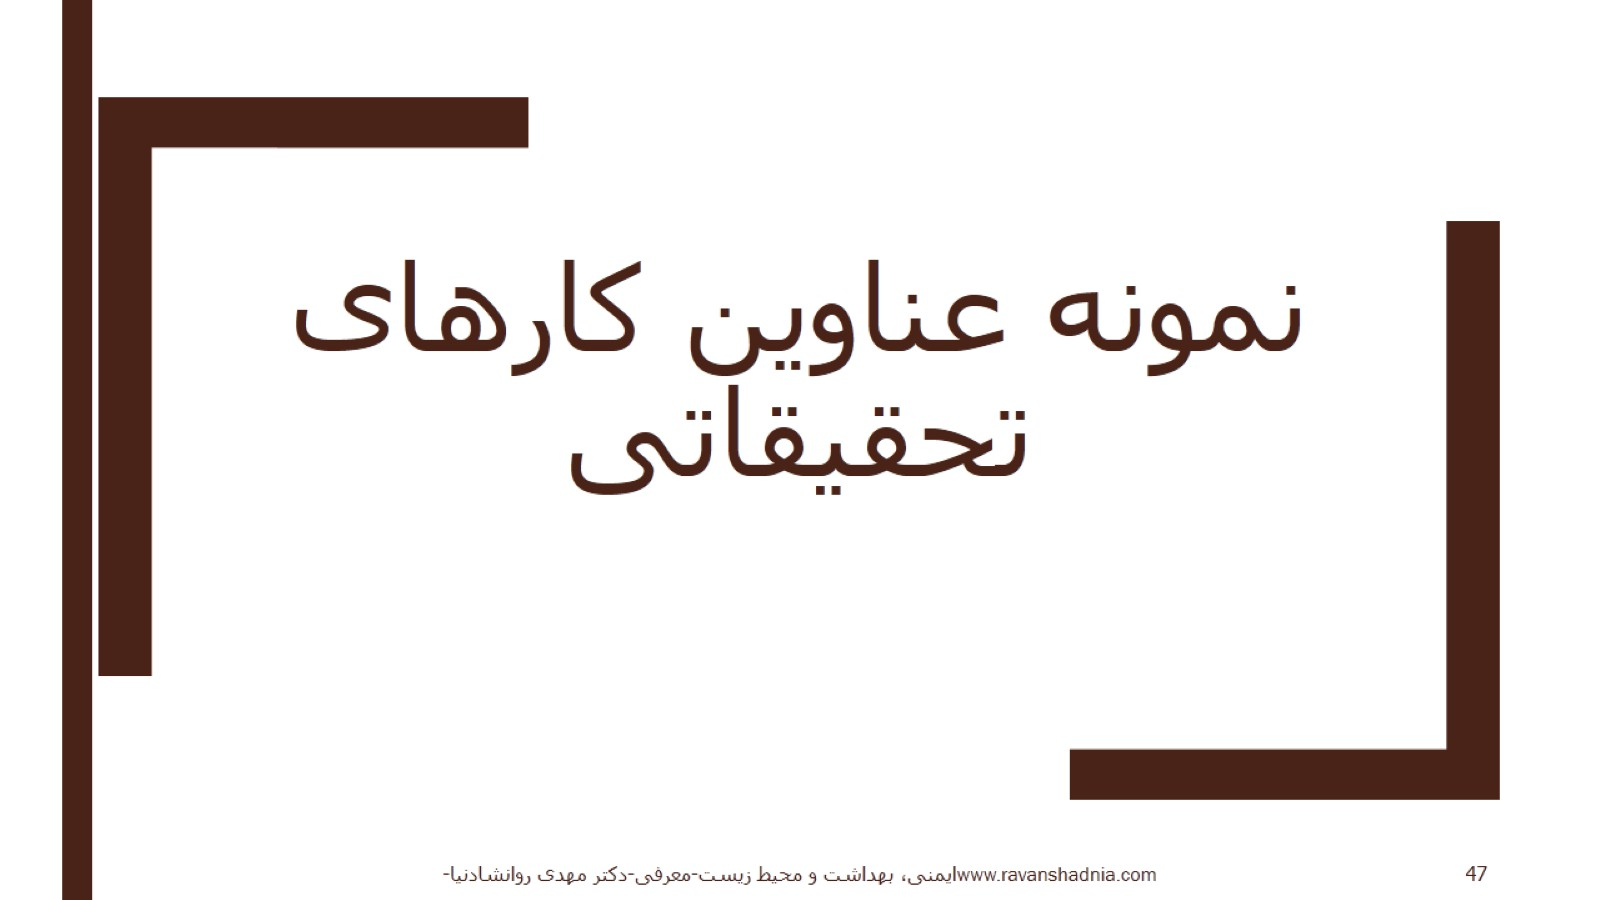 نمونه عناوین کارهای
تحقیقاتی
ایمنی، بهداشت و محیط زیست-معرفی-دکتر مهدی روانشادنیا-www.ravanshadnia.com
47